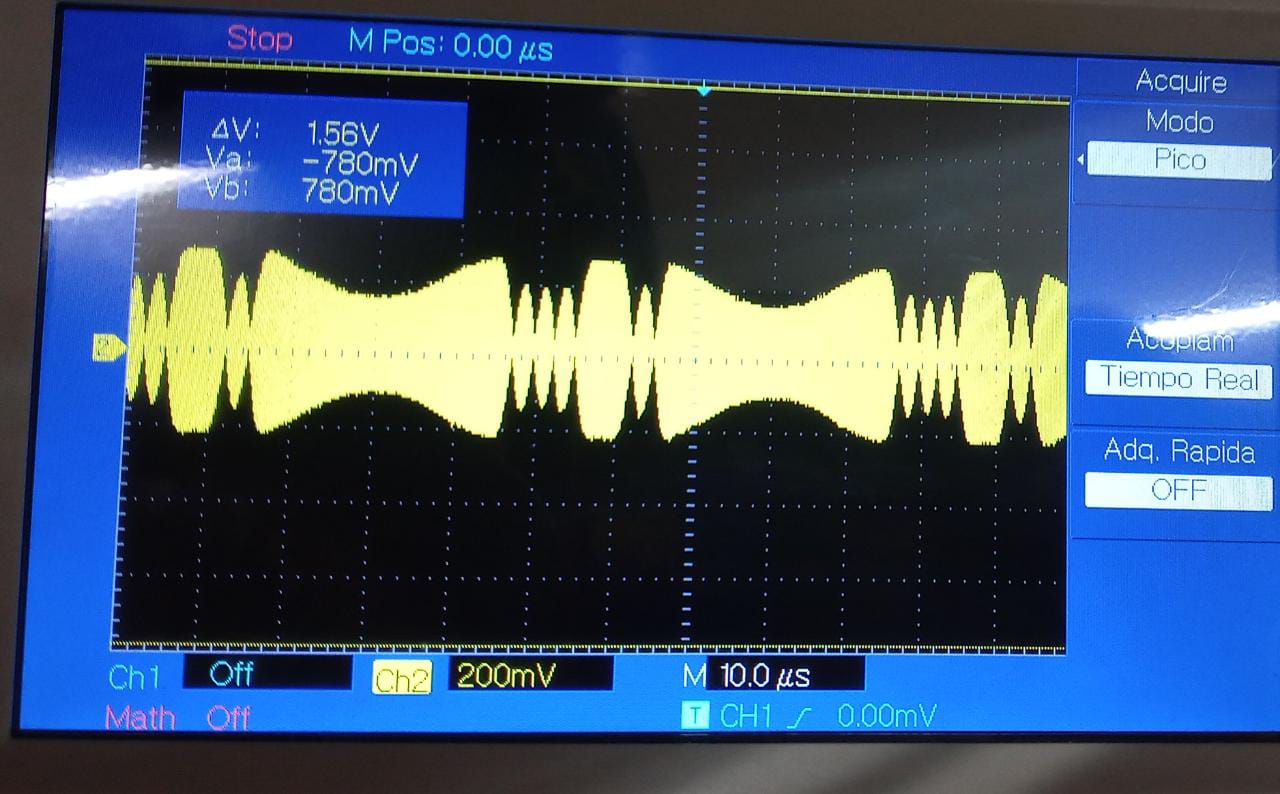 Stop M Pos: 0.00 μs
Acquire
ΔV: 1.56V
Va: -780mV
Vb: 780mV
Modo
Pico
2
Acoplam
Tiempo Real
Adq. Rapida
OFF
Ch1 Off Ch2 200mV M 10.0 μs
Math Off T CH1 0.00mV